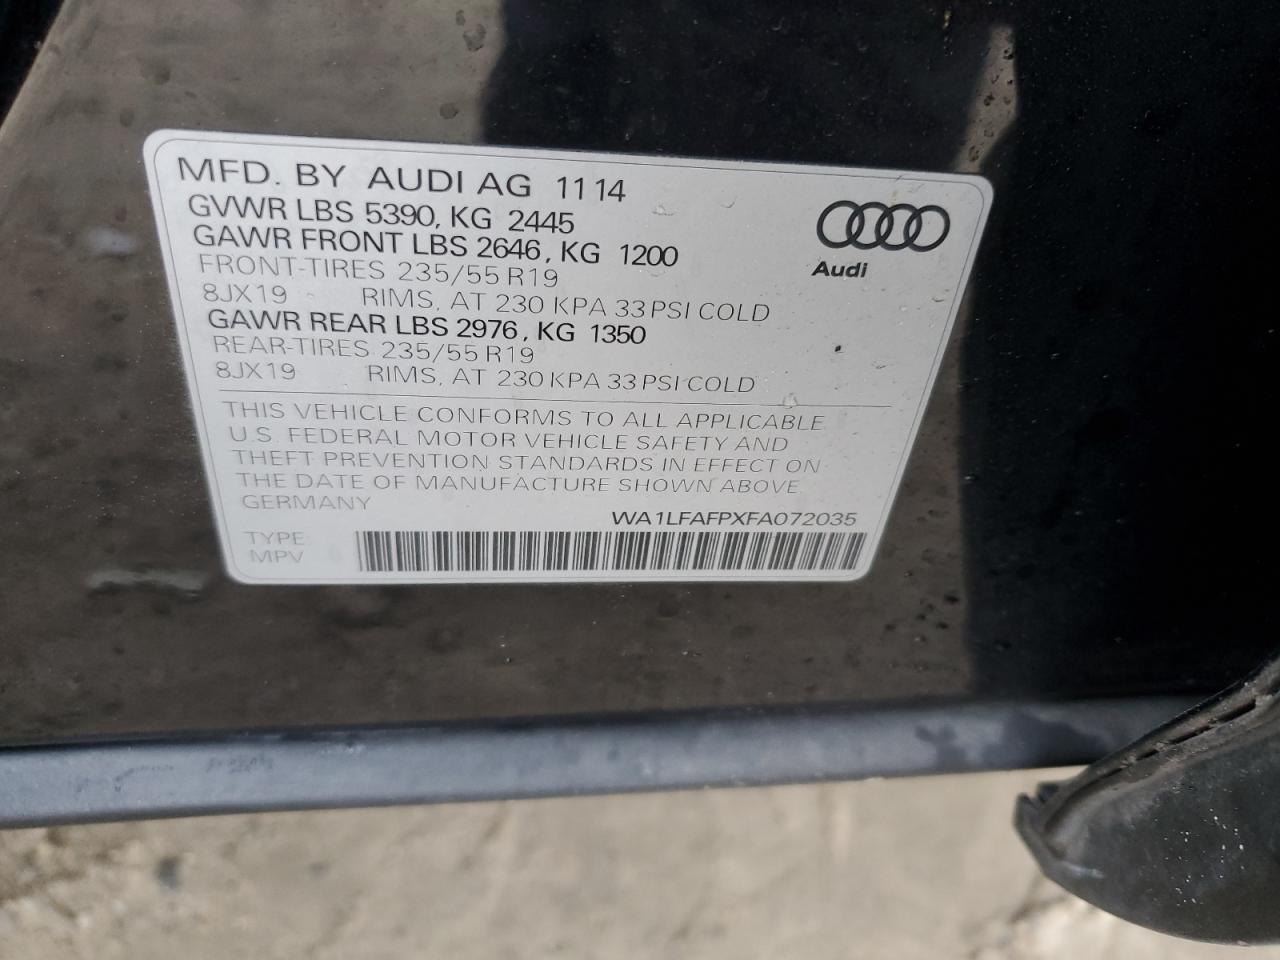 MFD. BY AUDI AG 11 14
GVWR LBS 5390, KG 2445
GAWR FRONT LBS 2646, KG 1200
FRONT-TIRES 235/55 R19
8JX19 RIMS, AT 230 KPA 33 PSI COLD
GAWR REAR LBS 2976, KG 1350
REAR-TIRES 235/55 R19
8JX19 RIMS, AT 230 KPA 33 PSI COLD
Audi
THIS VEHICLE CONFORMS TO ALL APPLICABLE
U.S. FEDERAL MOTOR VEHICLE SAFETY AND
THEFT PREVENTION STANDARDS IN EFFECT ON
THE DATE OF MANUFACTURE SHOWN ABOVE
GERMANY
WA1LFAFPXFA072035
TYPE
MPV